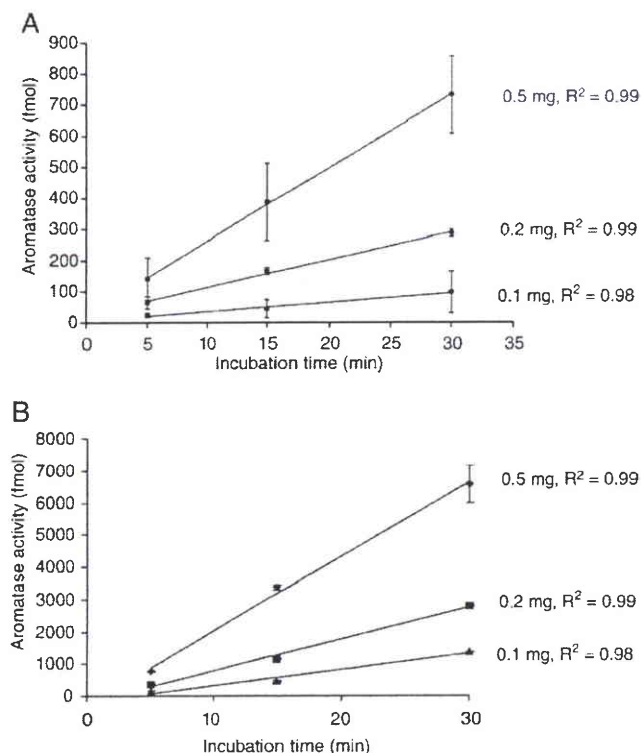 A
Aromatase activity (fmol)
900
800
700
600
500
400
300
200
100
0
0 5 10 15 20 25 30 35
Incubation time (min)
0.5 mg, R² = 0.99
0.2 mg, R² = 0.99
0.1 mg, R² = 0.98
B
Aromatase activity (fmol)
8000
7000
6000
5000
4000
3000
2000
1000
0
0 10 20 30
Incubation time (min)
0.5 mg, R² = 0.99
0.2 mg, R² = 0.99
0.1 mg, R² = 0.98